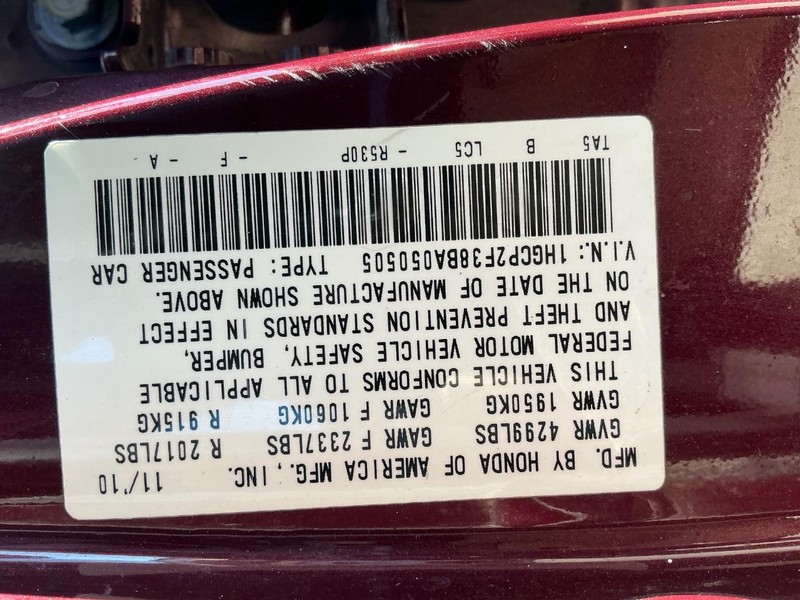 MFD. BY HONDA OF AMERICA MFG., INC. 11/'10
GVWR 4299LBS GAWR F 2337LBS R 2017LBS
GVWR 1950KG GAWR F 1060KG R 915KG
THIS VEHICLE CONFORMS TO ALL APPLICABLE
FEDERAL MOTOR VEHICLE SAFETY, BUMPER,
AND THEFT PREVENTION STANDARDS IN EFFECT
ON THE DATE OF MANUFACTURE SHOWN ABOVE.
V.I.N.: 1HGCP2F38BA050505 TYPE: PASSENGER CAR
TA5 B LC5 - R530P - F - A